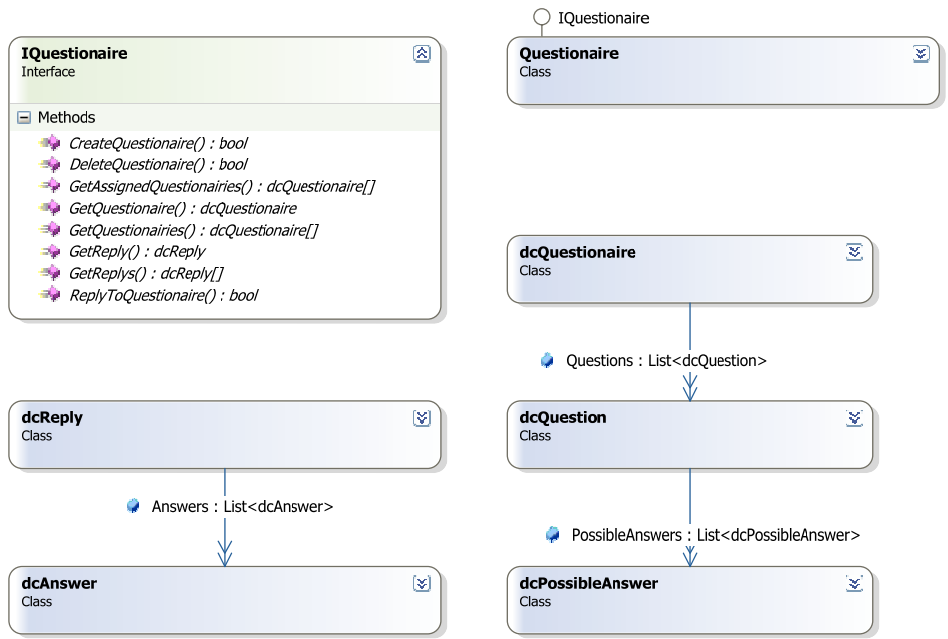 IQuestionaire
Interface
Methods
CreateQuestionaire() : bool
DeleteQuestionaire() : bool
GetAssignedQuestionairies() : dcQuestionaire[]
GetQuestionaire() : dcQuestionaire
GetQuestionairies() : dcQuestionaire[]
GetReply() : dcReply
GetReplys() : dcReply[]
ReplyToQuestionaire() : bool
IQuestionaire
Questionaire
Class
dcQuestionaire
Class
Questions : List<dcQuestion>
dcQuestion
Class
PossibleAnswers : List<dcPossibleAnswer>
dcPossibleAnswer
Class
dcReply
Class
Answers : List<dcAnswer>
dcAnswer
Class